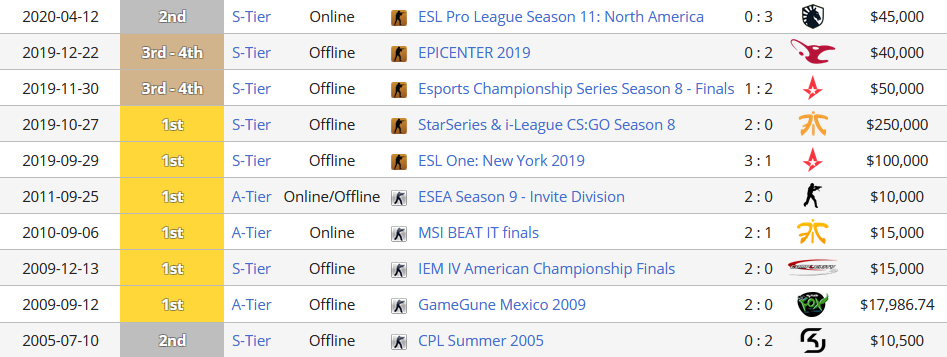 2020-04-12 2nd S-Tier Online ESL Pro League Season 11: North America 0 : 3 $45,000
2019-12-22 3rd - 4th S-Tier Offline EPICENTER 2019 0 : 2 $40,000
2019-11-30 3rd - 4th S-Tier Offline Esports Championship Series Season 8 - Finals 1 : 2 $50,000
2019-10-27 1st S-Tier Offline StarSeries & i-League CS:GO Season 8 2 : 0 $250,000
2019-09-29 1st S-Tier Offline ESL One: New York 2019 3 : 1 $100,000
2011-09-25 1st A-Tier Online/Offline ESEA Season 9 - Invite Division 2 : 0 $10,000
2010-09-06 1st A-Tier Online MSI BEAT IT finals 2 : 1 $15,000
2009-12-13 1st S-Tier Offline IEM IV American Championship Finals 2 : 0 $15,000
2009-09-12 1st A-Tier Offline GameGune Mexico 2009 2 : 0 FOX $17,986.74
2005-07-10 2nd S-Tier Offline CPL Summer 2005 0 : 2 $10,500